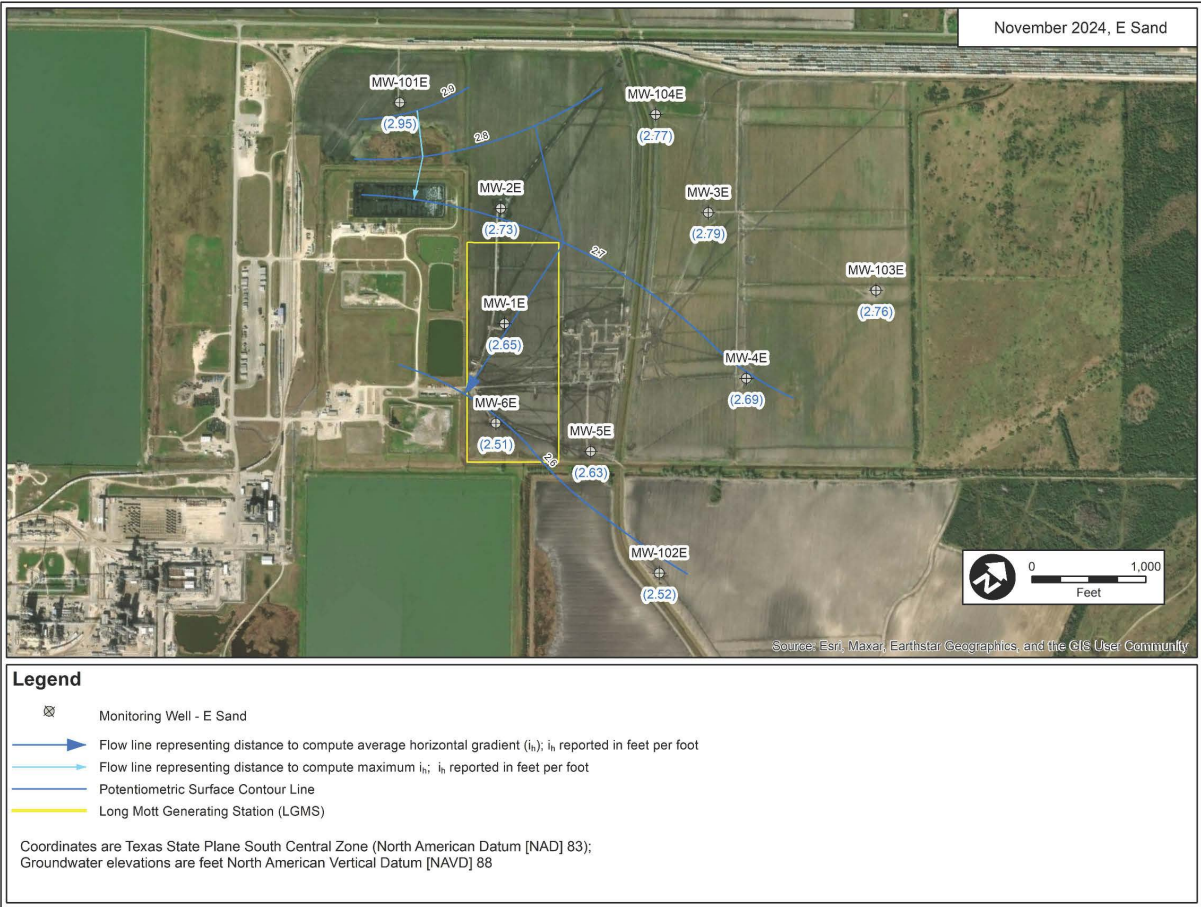 November 2024, E Sand
MW-101E
(2.95)
2.9
MW-104E
(2.77)
2.8
MW-2E
(2.73)
MW-3E
(2.79)
2.7
MW-103E
(2.76)
MW-1E
(2.65)
MW-4E
(2.69)
MW-6E
(2.51)
MW-5E
(2.63)
2.6
MW-102E
(2.52)
N
0 1,000
Feet
Source: Esri, Maxar, Earthstar Geographics, and the GIS User Community
Legend
Monitoring Well - E Sand
Flow line representing distance to compute average horizontal gradient (iₕ); iₕ reported in feet per foot
Flow line representing distance to compute maximum iₕ; iₕ reported in feet per foot
Potentiometric Surface Contour Line
Long Mott Generating Station (LGMS)
Coordinates are Texas State Plane South Central Zone (North American Datum [NAD] 83);
Groundwater elevations are feet North American Vertical Datum [NAVD] 88